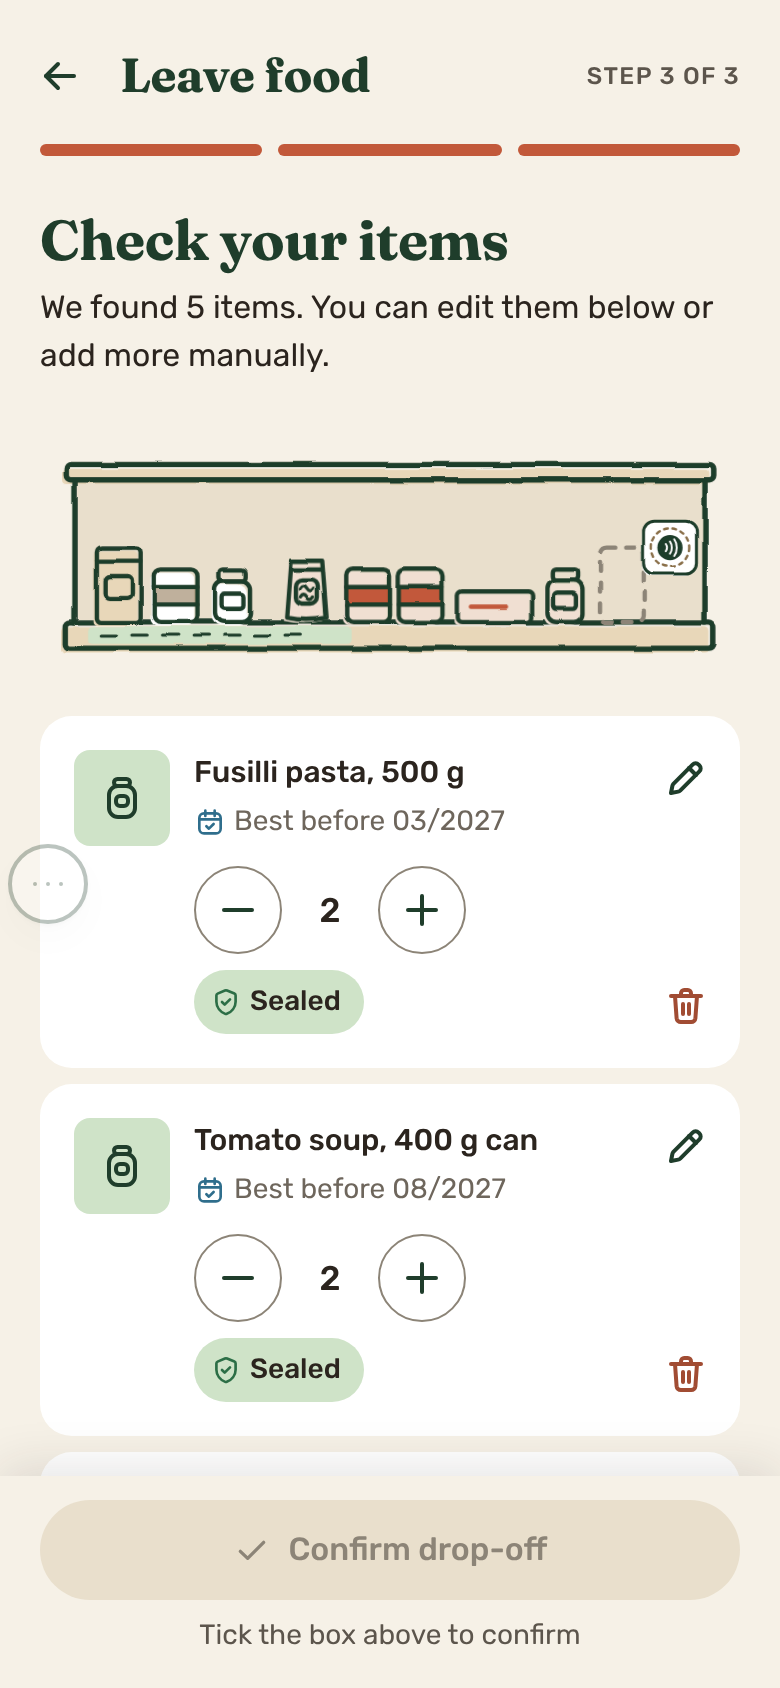 Leave food
STEP 3 OF 3
Check your items
We found 5 items. You can edit them below or
add more manually.
Fusilli pasta, 500 g
Best before 03/2027
2
Sealed
Tomato soup, 400 g can
Best before 08/2027
2
Sealed
Confirm drop-off
Tick the box above to confirm